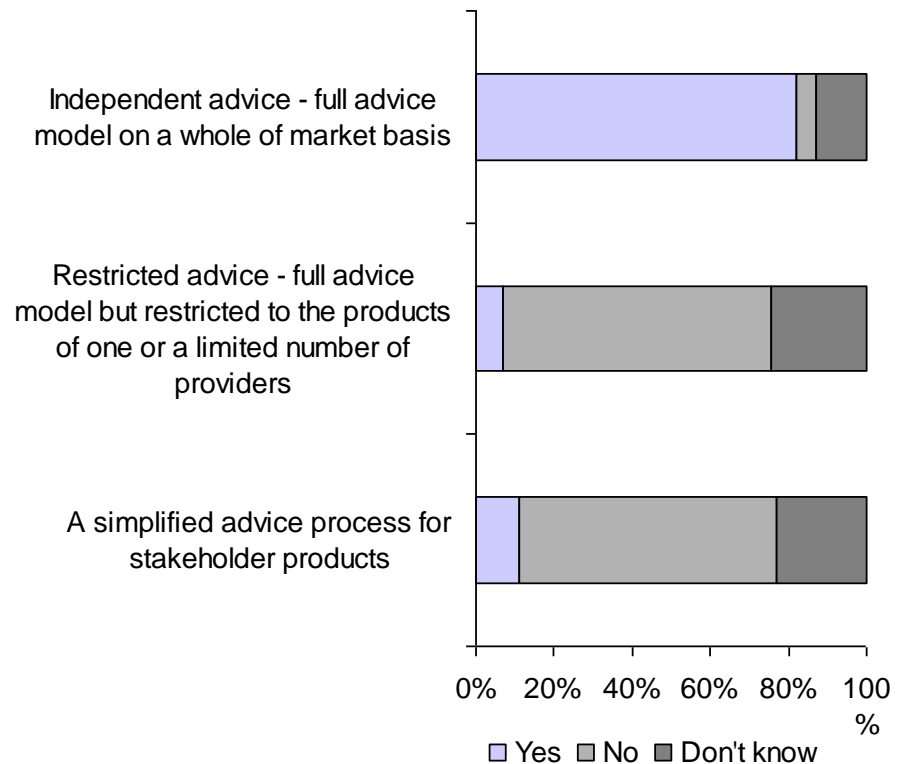 Independent advice - full advice
model on a whole of market basis
Restricted advice - full advice
model but restricted to the products
of one or a limited number of
providers
A simplified advice process for
stakeholder products
0% 20% 40% 60% 80% 100
%
Yes No Don't know